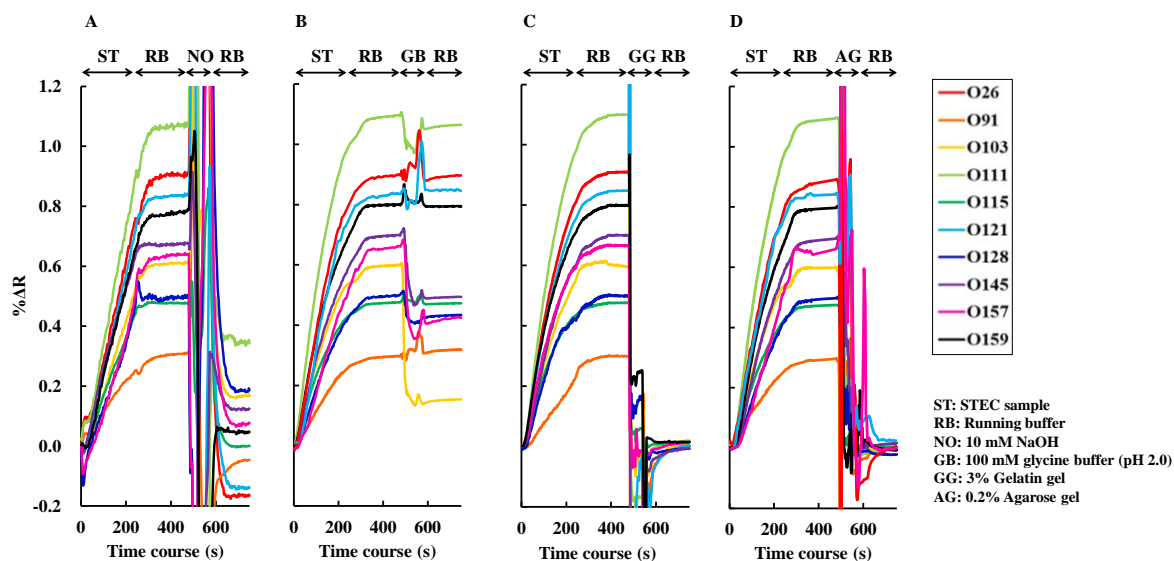 A B C D
ST RB NO RB ST RB GB RB ST RB GG RB ST RB AG RB
1.2
1.0
0.8
0.6
0.4
0.2
0.0
-0.2
%ΔR
0 200 400 600 0 200 400 600 0 200 400 600 800 0 200 400 600
Time course (s) Time course (s) Time course (s) Time course (s)
O26
O91
O103
O111
O115
O121
O128
O145
O157
O159
ST: STEC sample
RB: Running buffer
NO: 10 mM NaOH
GB: 100 mM glycine buffer (pH 2.0)
GG: 3% Gelatin gel
AG: 0.2% Agarose gel